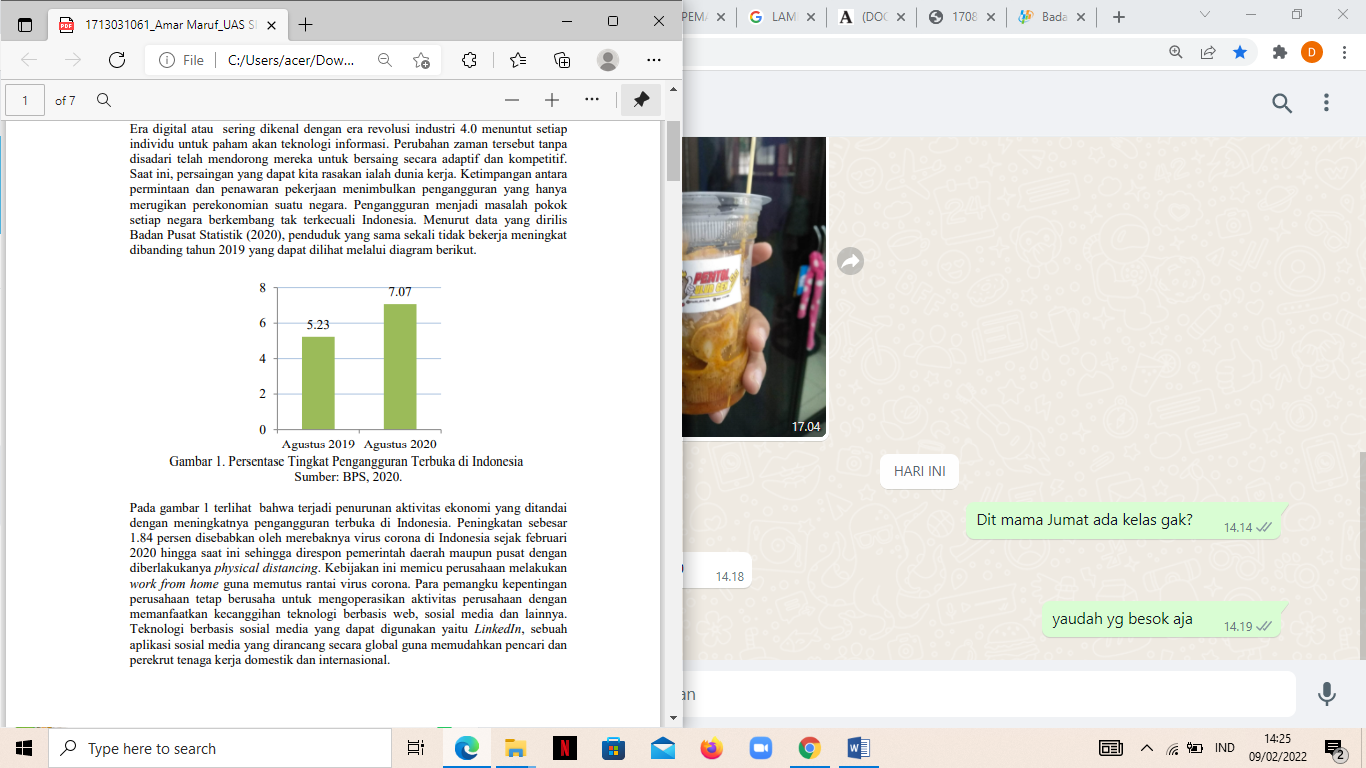 1713031061_Amar Maruf_UAS S
File
C:/Users/acer/Dow...
1 of 7
Era digital atau sering dikenal dengan era revolusi industri 4.0 menuntut setiap
individu untuk paham akan teknologi informasi. Perubahan zaman tersebut tanpa
disadari telah mendorong mereka untuk bersaing secara adaptif dan kompetitif.
Saat ini, persaingan yang dapat kita rasakan ialah dunia kerja. Ketimpangan antara
permintaan dan penawaran pekerjaan menimbulkan pengangguran yang hanya
merugikan perekonomian suatu negara. Pengangguran menjadi masalah pokok
setiap negara berkembang tak terkecuali Indonesia. Menurut data yang dirilis
Badan Pusat Statistik (2020), penduduk yang sama sekali tidak bekerja meningkat
dibanding tahun 2019 yang dapat dilihat melalui diagram berikut.
8
7.07
6
5.23
4
2
0
Agustus 2019 Agustus 2020
Gambar 1. Persentase Tingkat Pengangguran Terbuka di Indonesia
Sumber: BPS, 2020.
Pada gambar 1 terlihat bahwa terjadi penurunan aktivitas ekonomi yang ditandai
dengan meningkatnya pengangguran terbuka di Indonesia. Peningkatan sebesar
1.84 persen disebabkan oleh merebaknya virus corona di Indonesia sejak februari
2020 hingga saat ini sehingga direspon pemerintah daerah maupun pusat dengan
diberlakukanya physical distancing. Kebijakan ini memicu perusahaan melakukan
work from home guna memutus rantai virus corona. Para pemangku kepentingan
perusahaan tetap berusaha untuk mengoperasikan aktivitas perusahaan dengan
memanfaatkan kecanggihan teknologi berbasis web, sosial media dan lainnya.
Teknologi berbasis sosial media yang dapat digunakan yaitu LinkedIn, sebuah
aplikasi sosial media yang dirancang secara global guna memudahkan pencari dan
perekrut tenaga kerja domestik dan internasional.
PEMA
LAM
(DOC
1708
Bada
D
PENTOL
17.04
HARI INI
Dit mama Jumat ada kelas gak?
14.14
14.18
yaudah yg besok aja
14.19
an
Type here to search
IND
14:25
09/02/2022
2